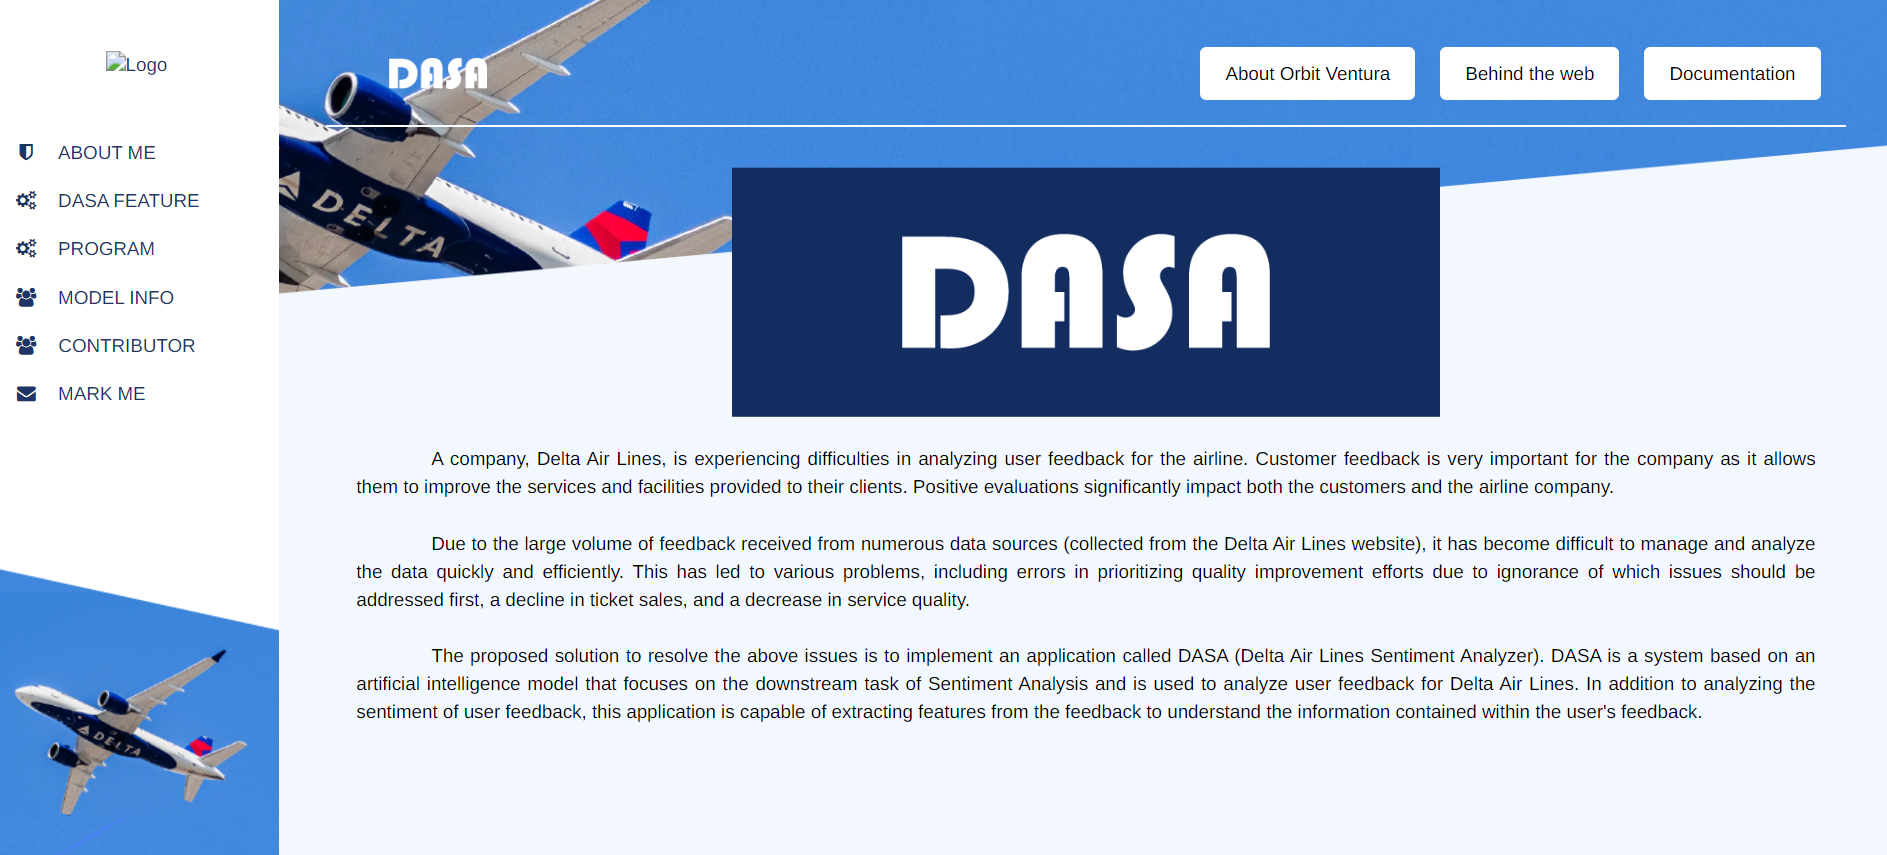 Logo
ABOUT ME
DASA FEATURE
PROGRAM
MODEL INFO
CONTRIBUTOR
MARK ME
DELTA
DASA
About Orbit Ventura
Behind the web
Documentation
DELTA
DASA
A company, Delta Air Lines, is experiencing difficulties in analyzing user feedback for the airline. Customer feedback is very important for the company as it allows
them to improve the services and facilities provided to their clients. Positive evaluations significantly impact both the customers and the airline company.
Due to the large volume of feedback received from numerous data sources (collected from the Delta Air Lines website), it has become difficult to manage and analyze
the data quickly and efficiently. This has led to various problems, including errors in prioritizing quality improvement efforts due to ignorance of which issues should be
addressed first, a decline in ticket sales, and a decrease in service quality.
The proposed solution to resolve the above issues is to implement an application called DASA (Delta Air Lines Sentiment Analyzer). DASA is a system based on an
artificial intelligence model that focuses on the downstream task of Sentiment Analysis and is used to analyze user feedback for Delta Air Lines. In addition to analyzing the
sentiment of user feedback, this application is capable of extracting features from the feedback to understand the information contained within the user's feedback.